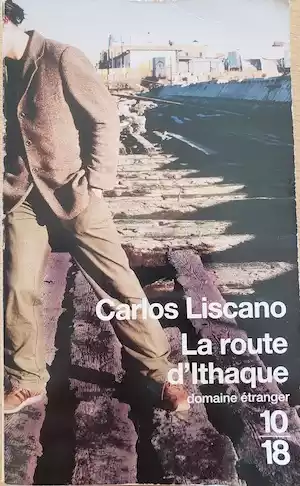 Carlos Liscano
La route
d'Ithaque
domaine étranger
10
18